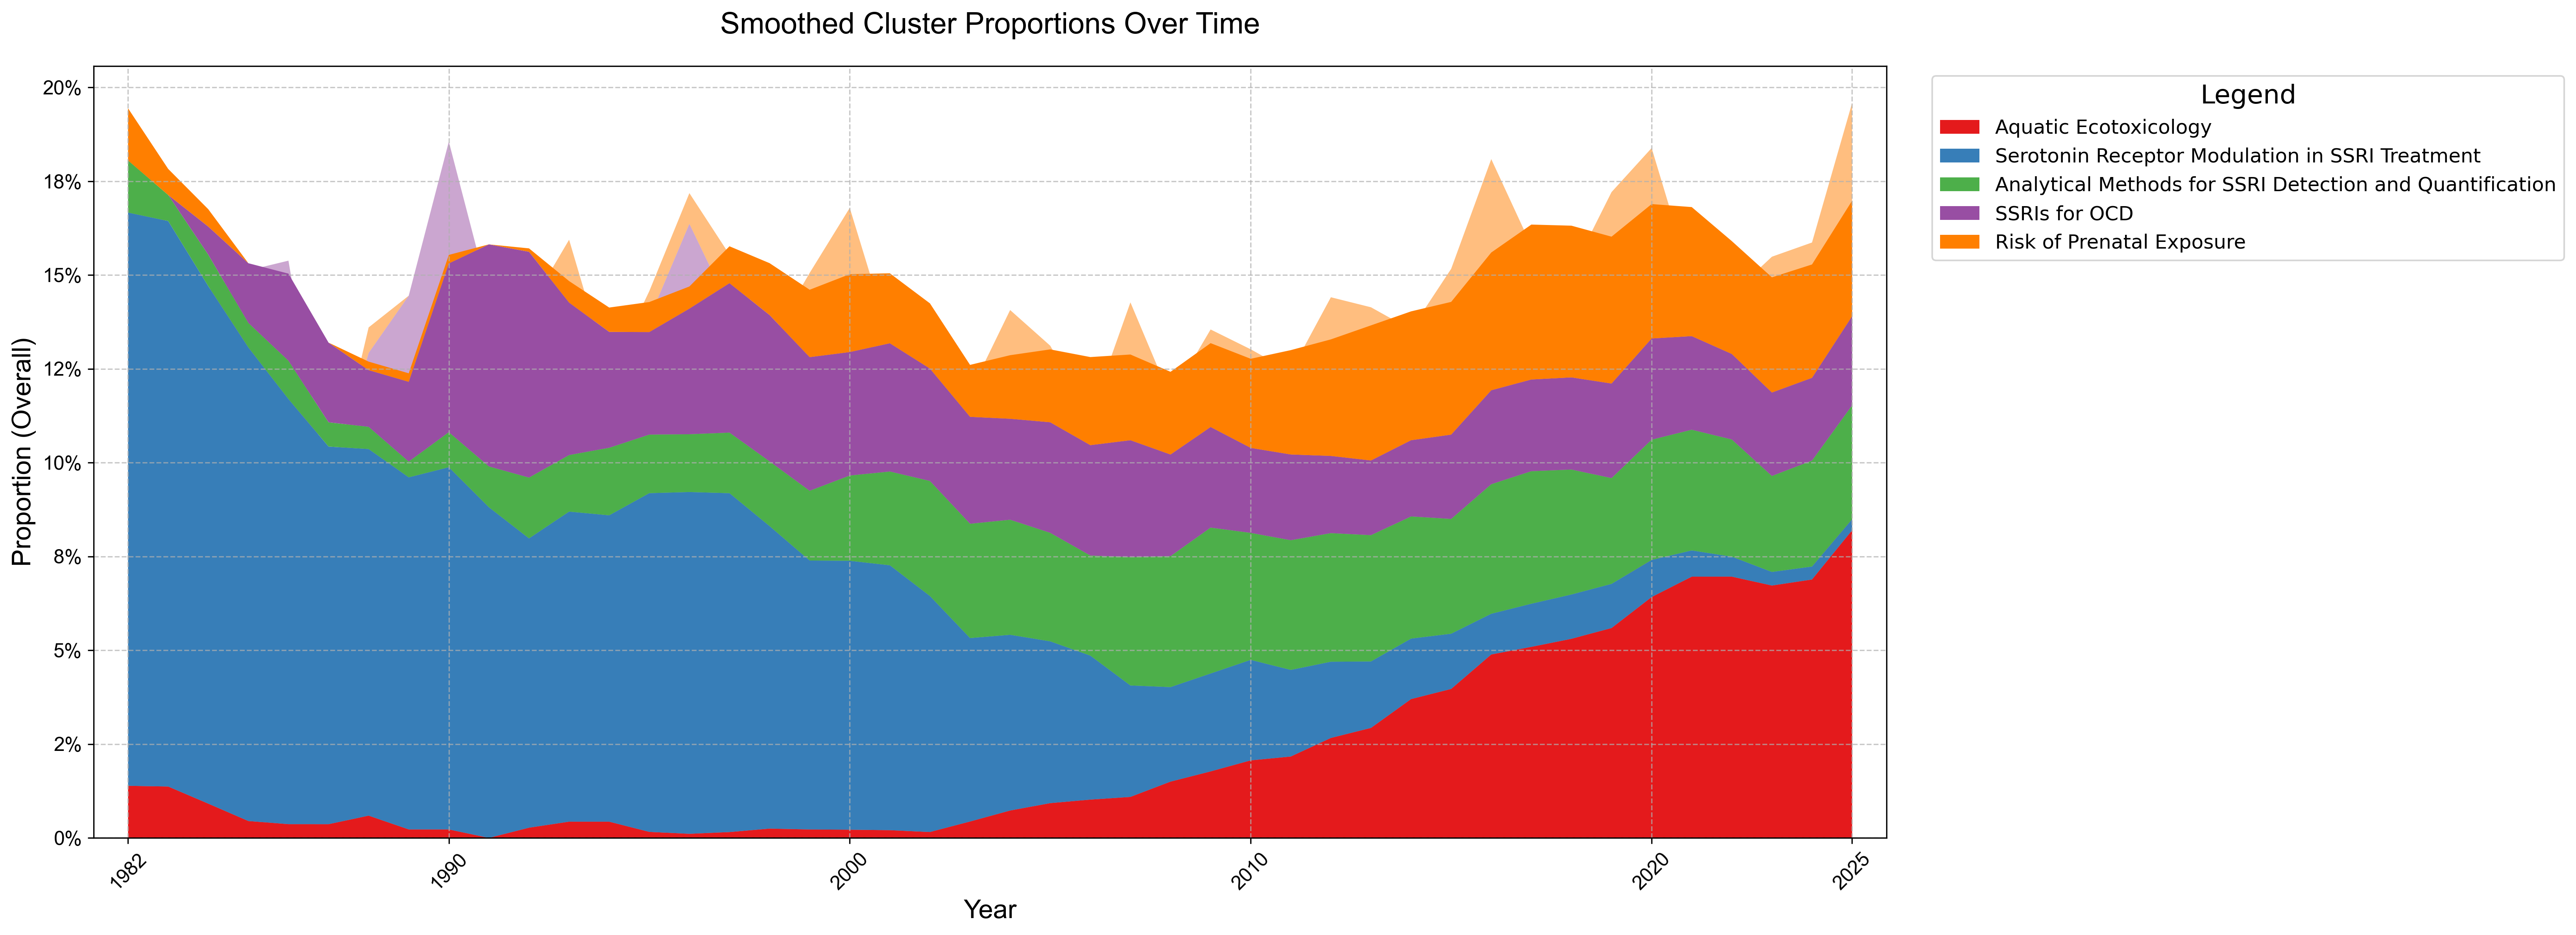 Smoothed Cluster Proportions Over Time
Proportion (Overall)
20%
18%
15%
12%
10%
8%
5%
2%
0%
1982
1990
2000
2010
2020
2025
Year
Legend
Aquatic Ecotoxicology
Serotonin Receptor Modulation in SSRI Treatment
Analytical Methods for SSRI Detection and Quantification
SSRIs for OCD
Risk of Prenatal Exposure